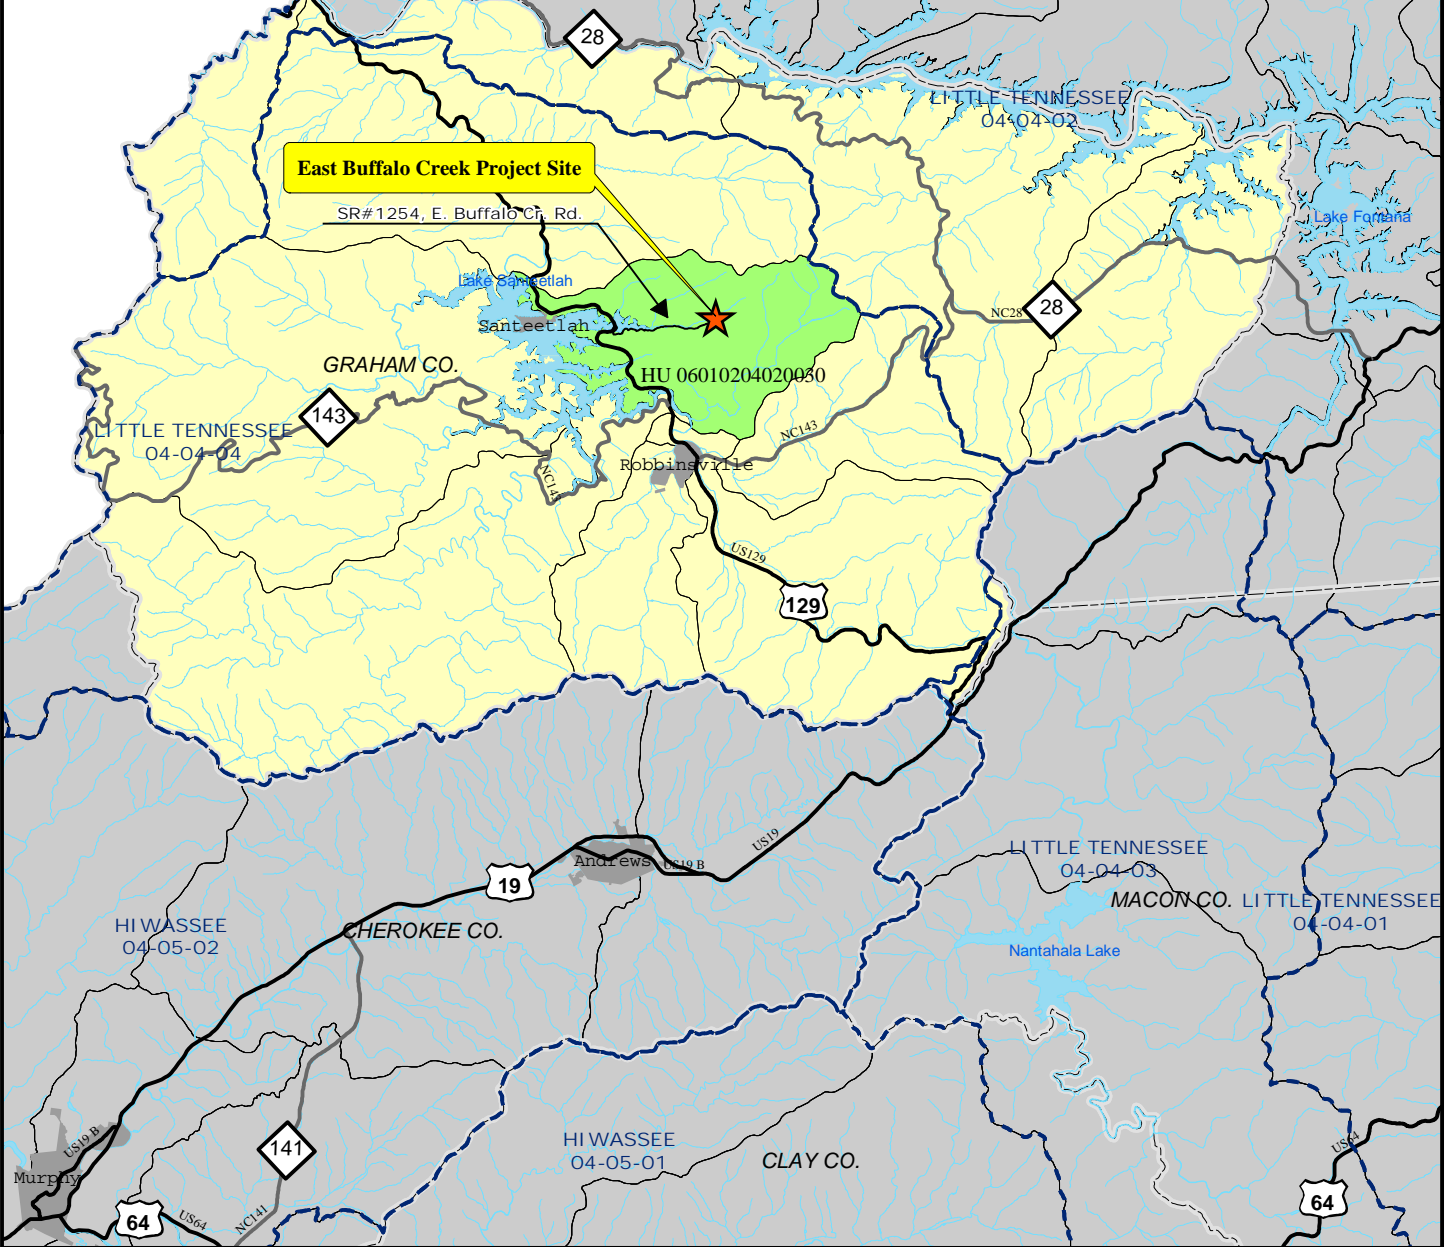 28
LITTLE TENNESSEE
04-04-02
East Buffalo Creek Project Site
SR#1254, E. Buffalo Cr. Rd.
Lake Fontana
Lake Santeetlah
Santeetlah
NC28
28
GRAHAM CO.
HU 06010204020030
143
LITTLE TENNESSEE
04-04-04
NC143
Robbinsville
NC143
US129
129
US19
LITTLE TENNESSEE
04-04-03
Andrews
US19 B
19
MACON CO.
LITTLE TENNESSEE
04-04-01
HIWASSEE
04-05-02
CHEROKEE CO.
Nantahala Lake
US19 B
141
HIWASSEE
04-05-01
CLAY CO.
US64
Murphy
64
US64
NC141
64